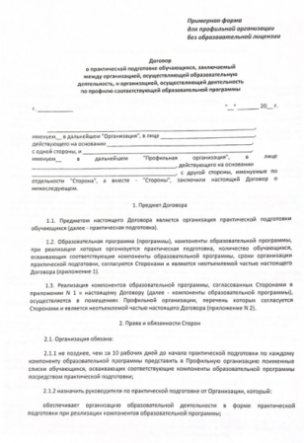 Примерная форма
для профильной организации
без образовательной лицензии
Договор
о практической подготовке обучающихся, заключаемый
между организацией, осуществляющей образовательную
деятельность, и организацией, осуществляющей деятельность
по профилю соответствующей образовательной программы
г. ____________ "__" ________ 20__ г.
именуем__ в дальнейшем "Организация", в лице
действующего на основании
с одной стороны, и
именуем__ в дальнейшем "Профильная организация", в лице
действующего на основании
, с другой стороны, именуемые по
отдельности "Сторона", а вместе - "Стороны", заключили настоящий Договор о
нижеследующем.
1. Предмет Договора
1.1. Предметом настоящего Договора является организация практической подготовки
обучающихся (далее - практическая подготовка).
1.2. Образовательная программа (программы), компоненты образовательной программы,
при реализации которых организуется практическая подготовка, количество обучающихся,
осваивающих соответствующие компоненты образовательной программы, сроки организации
практической подготовки, согласуются Сторонами и являются неотъемлемой частью настоящего
Договора (приложение 1).
1.3. Реализация компонентов образовательной программы, согласованных Сторонами в
приложении N 1 к настоящему Договору (далее - компоненты образовательной программы),
осуществляется в помещениях Профильной организации, перечень которых согласуется
Сторонами и является неотъемлемой частью настоящего Договора (приложение N 2).
2. Права и обязанности Сторон
2.1. Организация обязана:
2.1.1 не позднее, чем за 10 рабочих дней до начала практической подготовки по каждому
компоненту образовательной программы представить в Профильную организацию поименные
списки обучающихся, осваивающих соответствующие компоненты образовательной программы
посредством практической подготовки;
2.1.2 назначить руководителя по практической подготовке от Организации, который:
обеспечивает организацию образовательной деятельности в форме практической
подготовки при реализации компонентов образовательной программы;